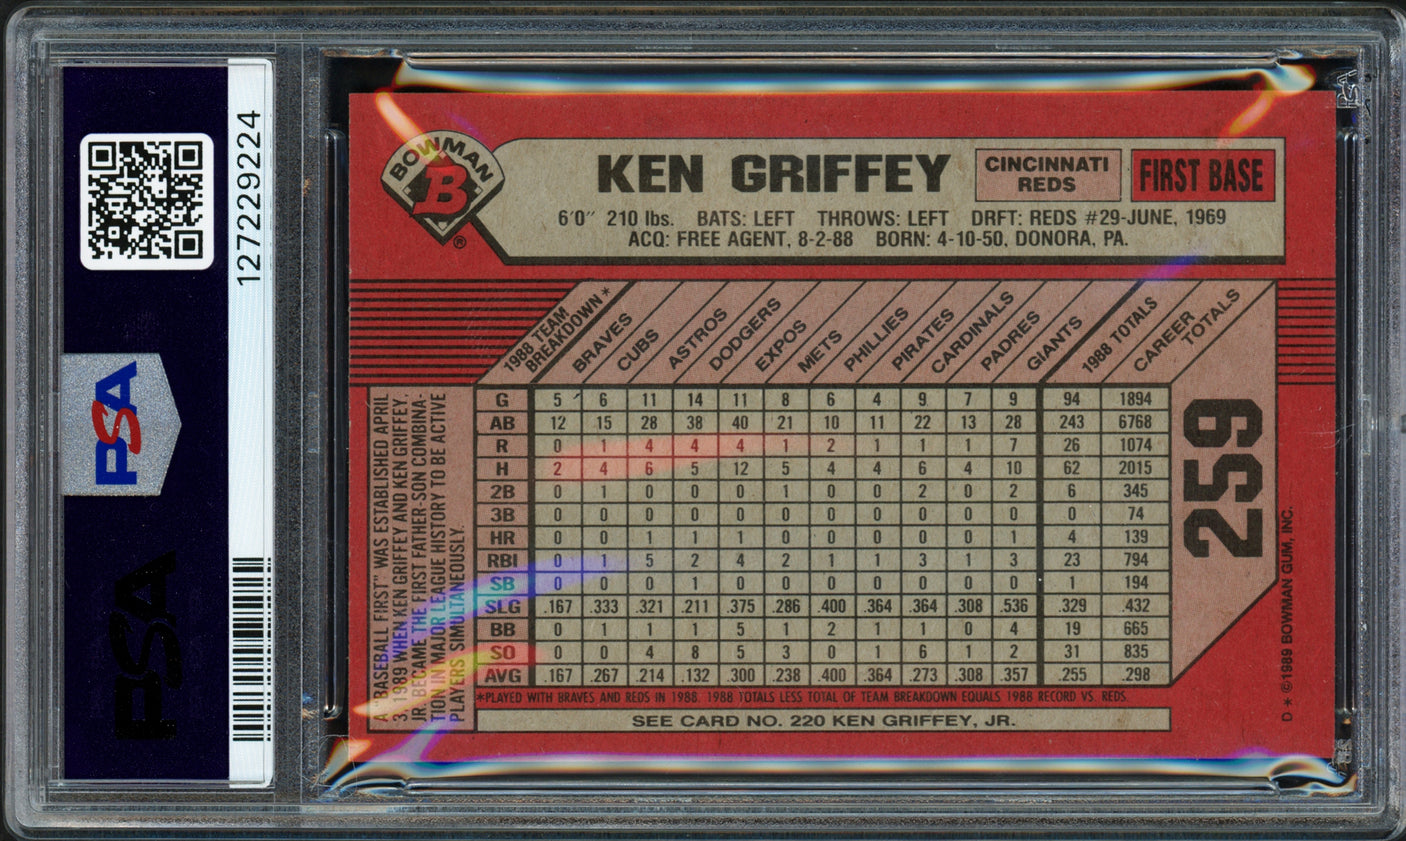 127229224
PSA
PSA
BOWMAN
B
®
KEN GRIFFEY
CINCINNATI
REDS
FIRST BASE
6'0" 210 lbs. BATS: LEFT THROWS: LEFT DRFT: REDS #29-JUNE, 1969
ACQ: FREE AGENT, 8-2-88 BORN: 4-10-50, DONORA, PA.
1988 TEAM BREAKDOWN* BRAVES CUBS ASTROS DODGERS EXPOS METS PHILLIES PIRATES CARDINALS PADRES GIANTS 1988 TOTALS CAREER TOTALS
G 5 6 11 14 11 8 6 4 9 7 9 94 1894
AB 12 15 28 38 40 21 10 11 22 13 28 243 6768
R 0 1 4 4 4 1 2 1 1 1 7 26 1074
H 2 4 6 5 12 5 4 4 6 4 10 62 2015
2B 0 1 0 0 0 1 0 0 2 0 2 6 345
3B 0 0 0 0 0 0 0 0 0 0 0 0 74
HR 0 0 1 1 1 0 0 0 0 0 1 4 139
RBI 0 1 5 2 4 2 1 1 3 1 3 23 794
SB 0 0 0 1 0 0 0 0 0 0 0 1 194
SLG .167 .333 .321 .211 .375 .286 .400 .364 .364 .308 .536 .329 .432
BB 0 1 1 1 5 1 2 1 1 0 4 19 665
SO 0 0 4 8 5 3 0 1 6 1 2 31 835
AVG .167 .267 .214 .132 .300 .238 .400 .364 .273 .308 .357 .255 .298
*PLAYED WITH BRAVES AND REDS IN 1988. 1988 TOTALS LESS TOTAL OF TEAM BREAKDOWN EQUALS 1988 RECORD VS. REDS.
SEE CARD NO. 220 KEN GRIFFEY, JR.
A "BASEBALL FIRST" WAS ESTABLISHED APRIL
3, 1989 WHEN KEN GRIFFEY AND KEN GRIFFEY,
JR. BECAME THE FIRST FATHER-SON COMBINA-
TION IN MAJOR LEAGUE HISTORY TO BE ACTIVE
PLAYERS SIMULTANEOUSLY.
259
D * ©1989 BOWMAN GUM, INC.